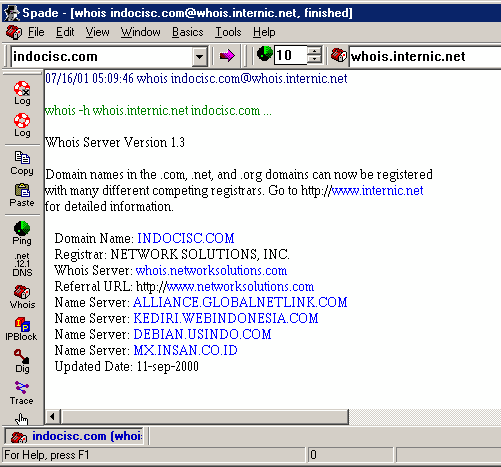 Spade - [whois indocisc.com@whois.internic.net, finished]
File Edit View Window Basics Tools Help
indocisc.com 10 whois.internic.net
Log
Log
Copy
Paste
Ping
.net
.12.1
DNS
Whois
IPBlock
Dig
Trace
07/16/01 05:09:46 whois indocisc.com@whois.internic.net
whois -h whois.internic.net indocisc.com ...
Whois Server Version 1.3
Domain names in the .com, .net, and .org domains can now be registered
with many different competing registrars. Go to http://www.internic.net
for detailed information.
Domain Name: INDOCISC.COM
Registrar: NETWORK SOLUTIONS, INC.
Whois Server: whois.networksolutions.com
Referral URL: http://www.networksolutions.com
Name Server: ALLIANCE.GLOBALNETLINK.COM
Name Server: KEDIRI.WEBINDONESIA.COM
Name Server: DEBIAN.USINDO.COM
Name Server: MX.INSAN.CO.ID
Updated Date: 11-sep-2000
indocisc.com (whoi
For Help, press F1 0